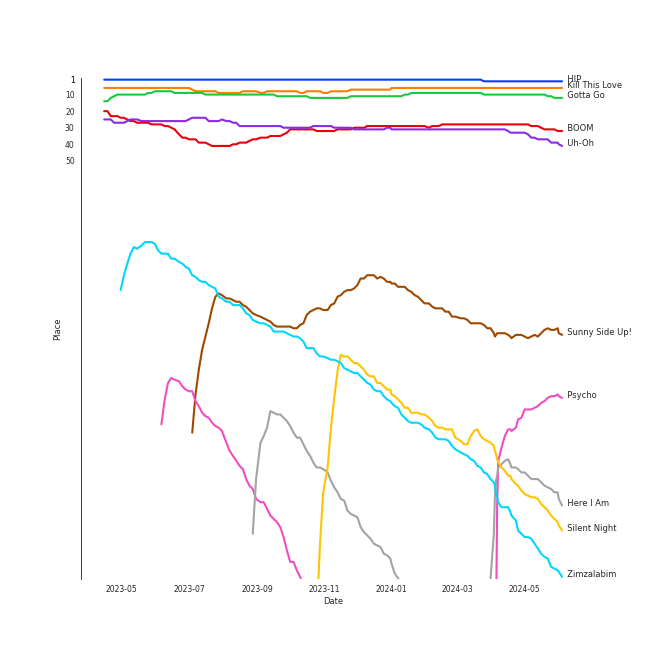 1
10
20
30
40
50
Place
HIP
Kill This Love
Gotta Go
BOOM
Uh-Oh
Sunny Side Up!
Psycho
Here I Am
Silent Night
Zimzalabim
2023-05
2023-07
2023-09
2023-11
2024-01
2024-03
2024-05
Date